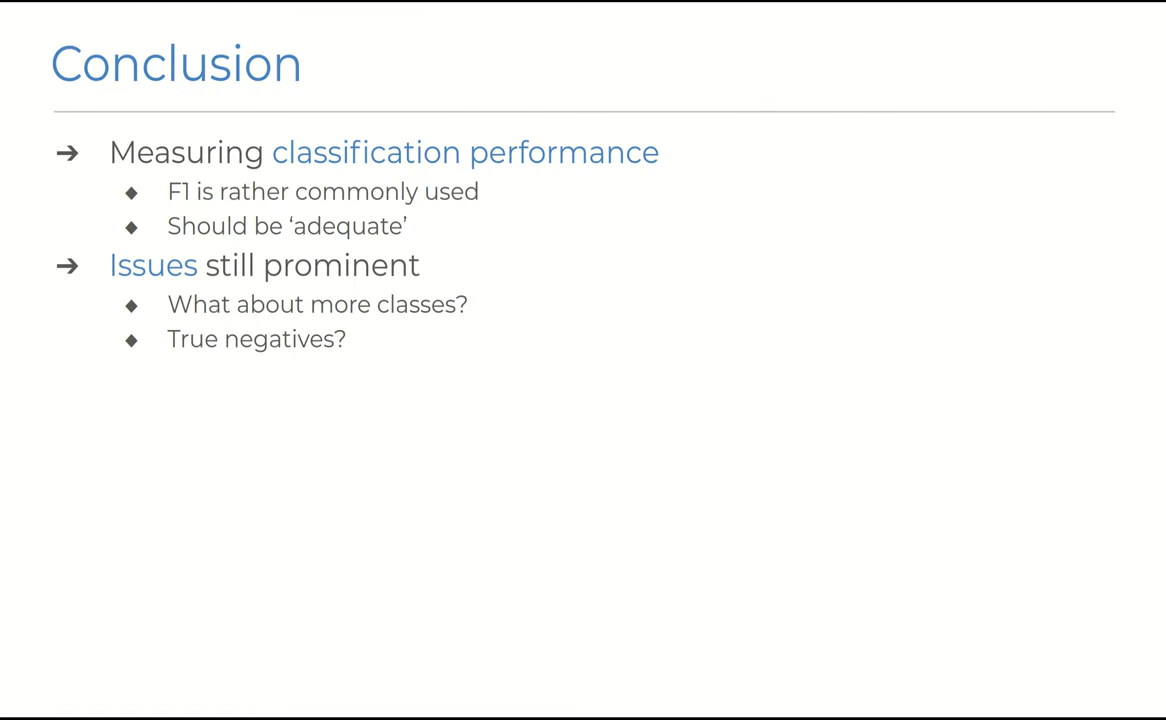 Conclusion
➔ Measuring classification performance
◆ F1 is rather commonly used
◆ Should be ‘adequate’
➔ Issues still prominent
◆ What about more classes?
◆ True negatives?